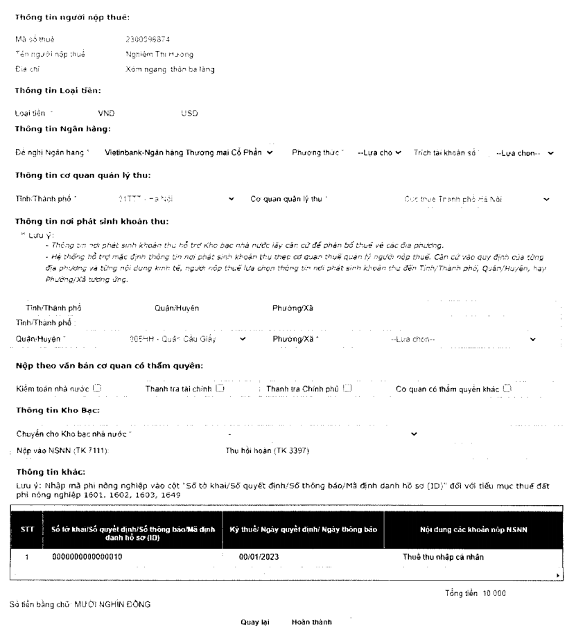 Thông tin người nộp thuế:
Mã số thuế 2300598874
Tên người nộp thuế Nghiêm Thị Hương
Địa chỉ Xóm ngang, thôn ba làng
Thông tin Loại tiền:
Loại tiền * VND USD
Thông tin Ngân hàng:
Đề nghị Ngân hàng * Vietinbank-Ngân hàng Thương mại Cổ Phần Phương thức * --Lựa cho Trích tài khoản số * --Lựa chọn--
Thông tin cơ quan quản lý thu:
Tỉnh/Thành phố * 01TTT - Hà Nội Cơ quan quản lý thu * Cục thuế Thành phố Hà Nội
Thông tin nơi phát sinh khoản thu:
* Lưu ý:
- Thông tin nơi phát sinh khoản thu hỗ trợ Kho bạc nhà nước lấy căn cứ để phân bổ thuế về các địa phương.
- Hệ thống hỗ trợ mặc định thông tin nơi phát sinh khoản thu theo cơ quan thuế quản lý người nộp thuế. Căn cứ vào quy định của từng
địa phương và từng nội dung kinh tế, người nộp thuế lựa chọn thông tin nơi phát sinh khoản thu đến Tỉnh/Thành phố, Quận/Huyện, hay
Phường/Xã tương ứng.
Tỉnh/Thành phố Quận/Huyện Phường/Xã
Tỉnh/Thành phố :
Quận/Huyện * 005HH - Quận Cầu Giấy Phường/Xã * --Lựa chọn--
Nộp theo văn bản cơ quan có thẩm quyền:
Kiểm toán nhà nước Thanh tra tài chính Thanh tra Chính phủ Cơ quan có thẩm quyền khác
Thông tin Kho Bạc:
Chuyển cho Kho bạc nhà nước * -
Nộp vào NSNN (TK 7111) Thu hồi hoàn (TK 3397)
Thông tin khác:
Lưu ý: Nhập mã phi nông nghiệp vào cột "Số tờ khai/Số quyết định/Số thông báo/Mã định danh hồ sơ (ID)" đối với tiểu mục thuế đất
phi nông nghiệp 1601, 1602, 1603, 1649
STT Số tờ khai/Số quyết định/Số thông báo/Mã định danh hồ sơ (ID) Kỳ thuế/ Ngày quyết định/ Ngày thông báo Nội dung các khoản nộp NSNN
1 0000000000000010 00/01/2023 Thuế thu nhập cá nhân
Tổng tiền 10.000
Số tiền bằng chữ: MƯỜI NGHÌN ĐỒNG
Quay lại Hoàn thành